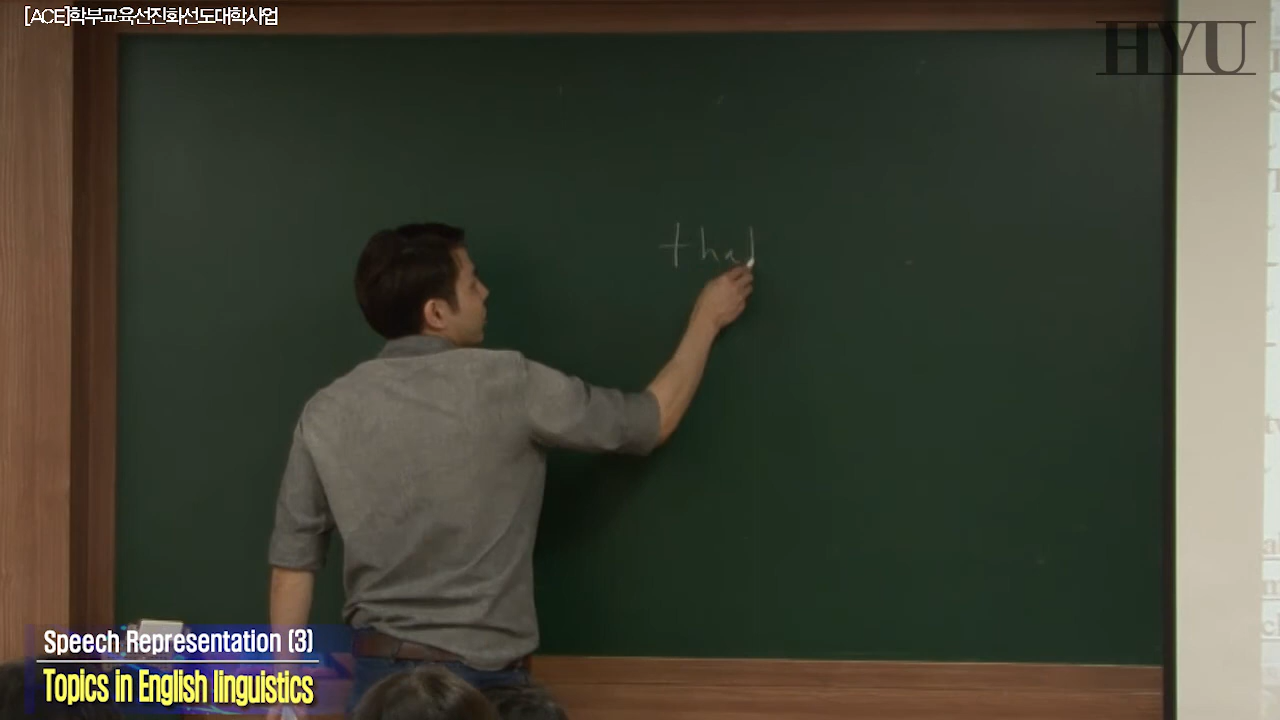 [ACE]학부교육선진화선도대학사업
HYU
that
Speech Representation (3)
Topics in English linguistics